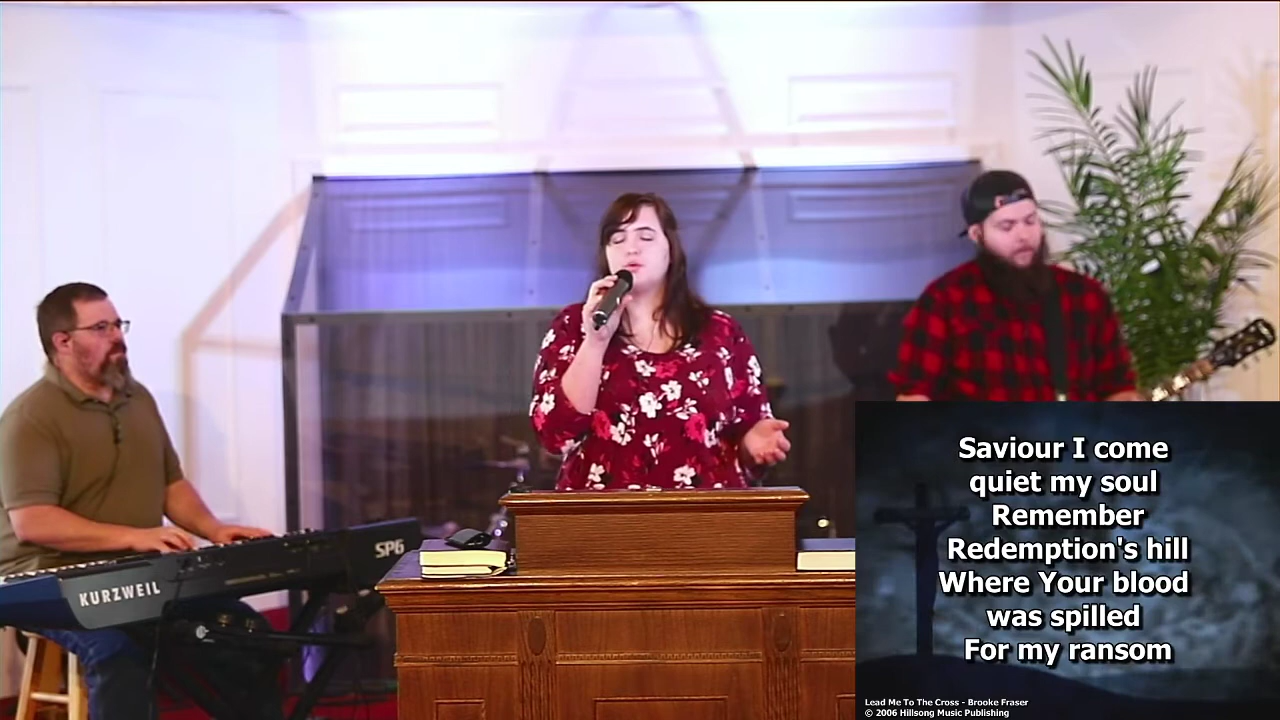 KURZWEIL
SP6
Saviour I come
quiet my soul
Remember
Redemption's hill
Where Your blood
was spilled
For my ransom
Lead Me To The Cross - Brooke Fraser
© 2006 Hillsong Music Publishing